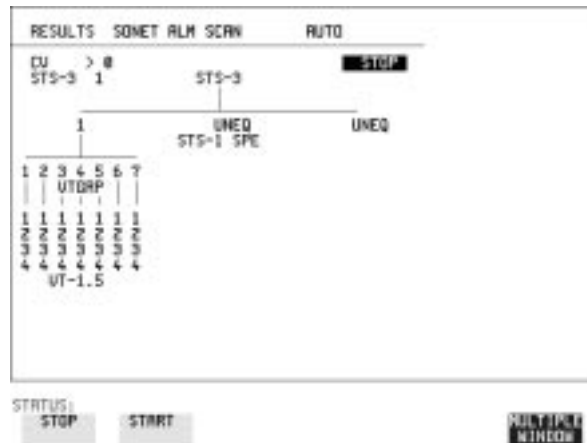 RESULTS SONET ALM SCAN AUTO
CV > 0 STOP
STS-3 1 STS-3
1 UNEQ UNEQ
STS-1 SPE
1 2 3 4 5 6 7
VTGRP
1 1 1 1 1 1 1
2 2 2 2 2 2 2
3 3 3 3 3 3 3
4 4 4 4 4 4 4
VT-1.5
STATUS:
STOP START MULTIPLE
WINDOW